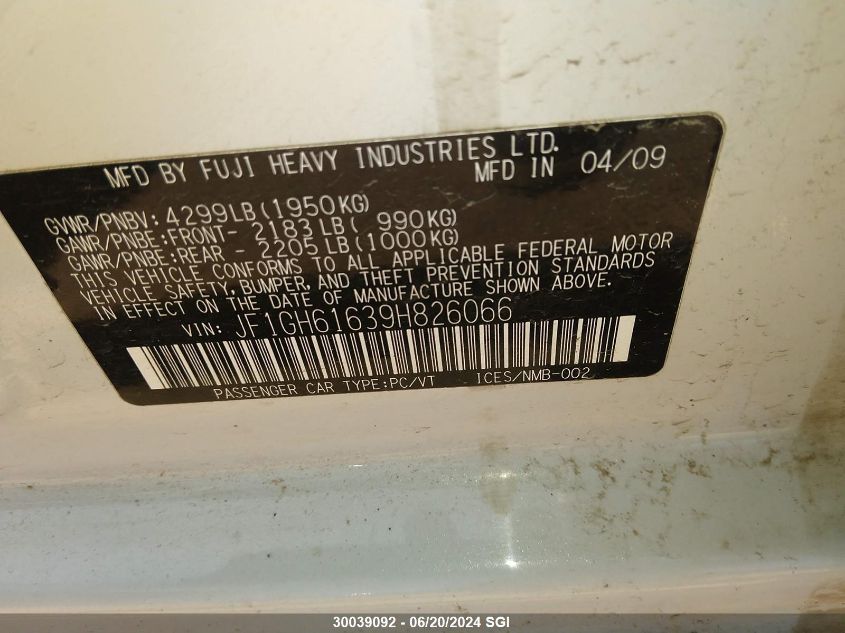 MFD BY FUJI HEAVY INDUSTRIES LTD.
MFD IN 04/09
GVWR/PNBV: 4299LB(1950KG)
GAWR/PNBE:FRONT- 2183LB( 990KG)
GAWR/PNBE:REAR - 2205LB(1000KG)
THIS VEHICLE CONFORMS TO ALL APPLICABLE FEDERAL MOTOR
VEHICLE SAFETY, BUMPER, AND THEFT PREVENTION STANDARDS
IN EFFECT ON THE DATE OF MANUFACTURE SHOWN ABOVE.
VIN: JF1GH61639H826066
PASSENGER CAR TYPE:PC/VT ICES/NMB-002
30039092 - 06/20/2024 SGI